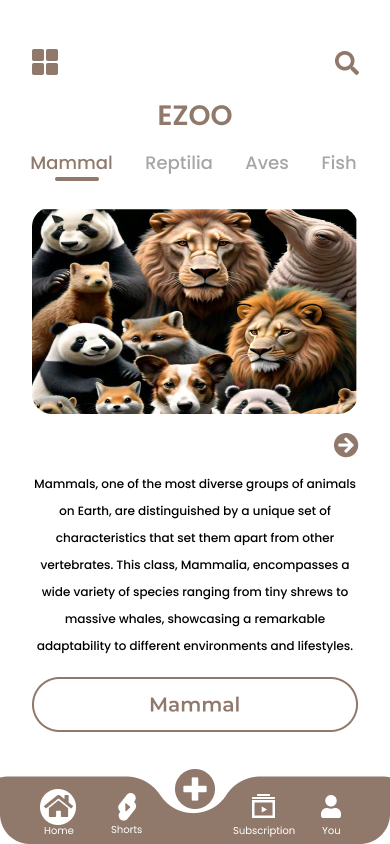 EZOO
Mammal Reptilia Aves Fish
Mammals, one of the most diverse groups of animals
on Earth, are distinguished by a unique set of
characteristics that set them apart from other
vertebrates. This class, Mammalia, encompasses a
wide variety of species ranging from tiny shrews to
massive whales, showcasing a remarkable
adaptability to different environments and lifestyles.
Mammal
Home Shorts Subscription You